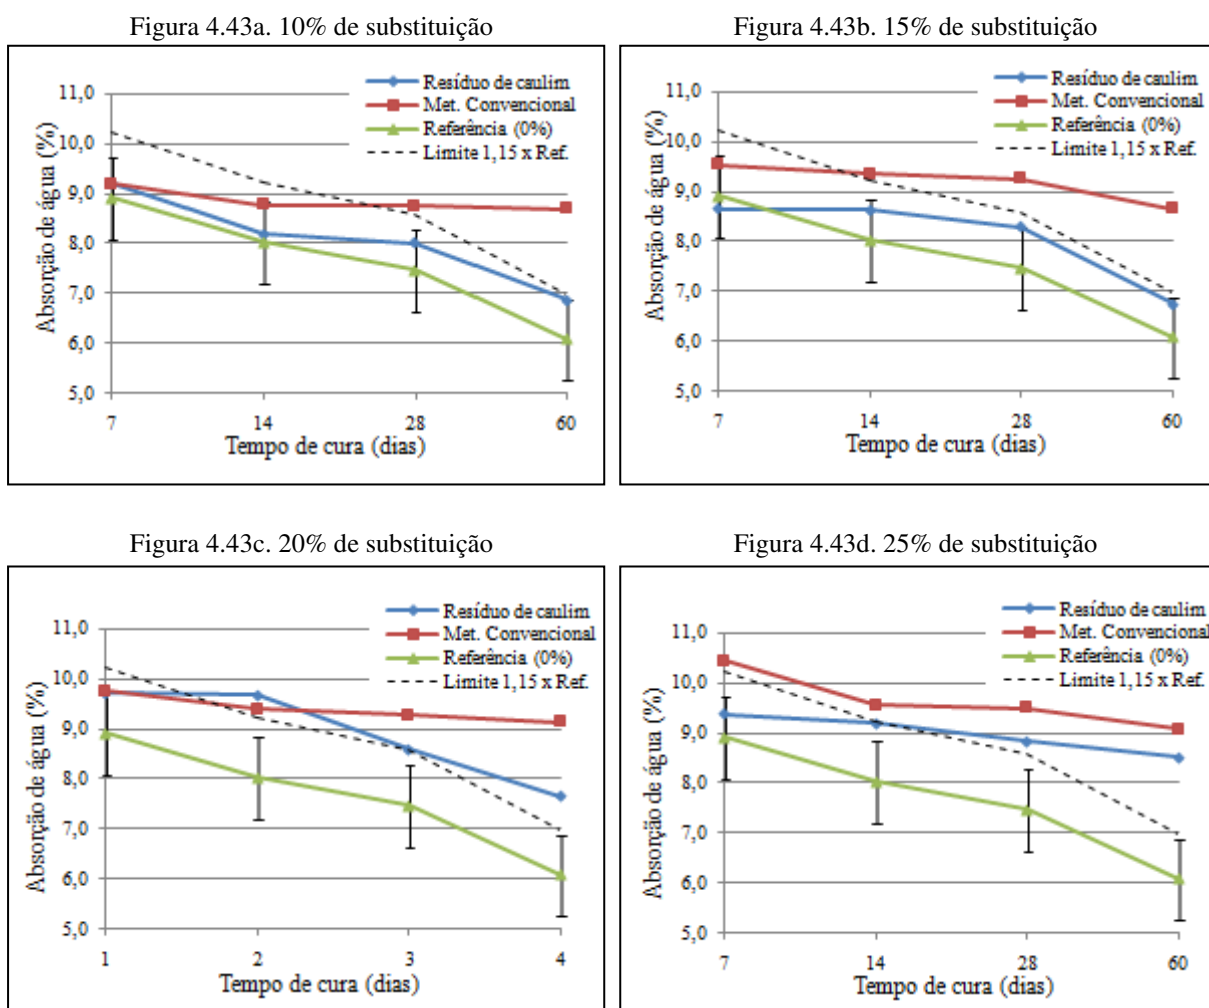 Figura 4.43a. 10% de substituição
Resíduo de caulim
Met. Convencional
Referência (0%)
Limite 1,15 x Ref.
Absorção de água (%)
11,0
10,0
9,0
8,0
7,0
6,0
5,0
7 14 28 60
Tempo de cura (dias)
Figura 4.43b. 15% de substituição
Resíduo de caulim
Met. Convencional
Referência (0%)
Limite 1,15 x Ref.
Absorção de água (%)
11,0
10,0
9,0
8,0
7,0
6,0
5,0
7 14 28 60
Tempo de cura (dias)
Figura 4.43c. 20% de substituição
Resíduo de caulim
Met. Convencional
Referência (0%)
Limite 1,15 x Ref.
Absorção de água (%)
11,0
10,0
9,0
8,0
7,0
6,0
5,0
1 2 3 4
Tempo de cura (dias)
Figura 4.43d. 25% de substituição
Resíduo de caulim
Met. Convencional
Referência (0%)
Limite 1,15 x Ref.
Absorção de água (%)
11,0
10,0
9,0
8,0
7,0
6,0
5,0
7 14 28 60
Tempo de cura (dias)